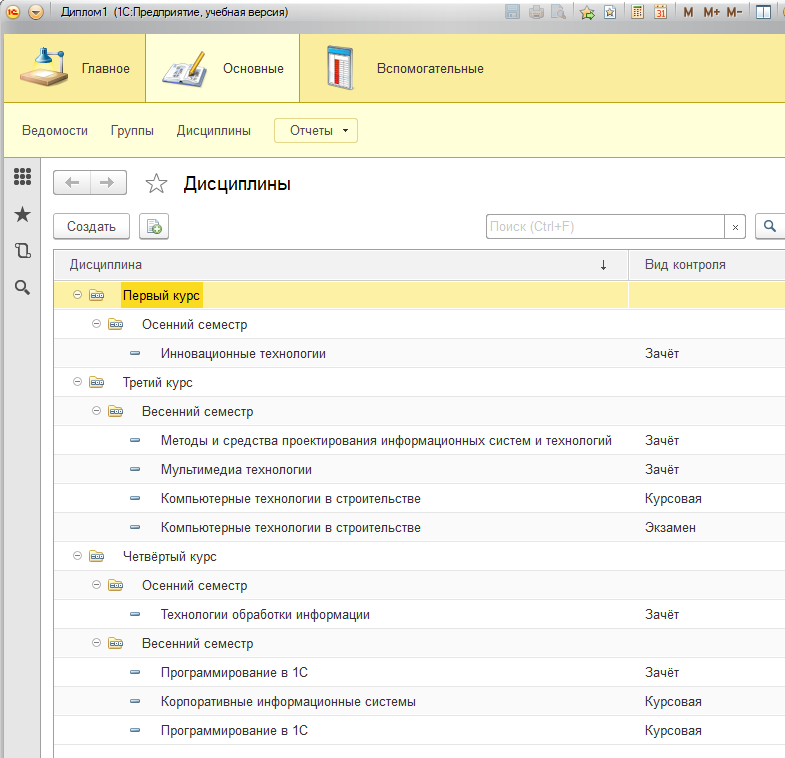 Диплом1 (1С:Предприятие, учебная версия)
31 M M+ M-
Главное Основные Вспомогательные
Ведомости Группы Дисциплины Отчеты
Дисциплины
Создать Поиск (Ctrl+F) ×
Дисциплина ↓ Вид контроля
Первый курс
Осенний семестр
Инновационные технологии Зачёт
Третий курс
Весенний семестр
Методы и средства проектирования информационных систем и технологий Зачёт
Мультимедиа технологии Зачёт
Компьютерные технологии в строительстве Курсовая
Компьютерные технологии в строительстве Экзамен
Четвёртый курс
Осенний семестр
Технологии обработки информации Зачёт
Весенний семестр
Программирование в 1С Зачёт
Корпоративные информационные системы Курсовая
Программирование в 1С Курсовая